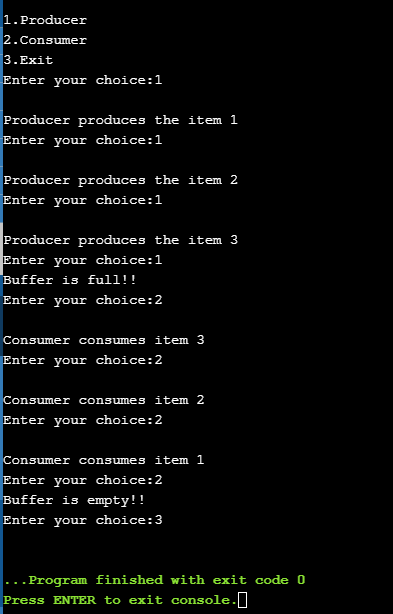 1.Producer
2.Consumer
3.Exit
Enter your choice:1
Producer produces the item 1
Enter your choice:1
Producer produces the item 2
Enter your choice:1
Producer produces the item 3
Enter your choice:1
Buffer is full!!
Enter your choice:2
Consumer consumes item 3
Enter your choice:2
Consumer consumes item 2
Enter your choice:2
Consumer consumes item 1
Enter your choice:2
Buffer is empty!!
Enter your choice:3
...Program finished with exit code 0
Press ENTER to exit console.